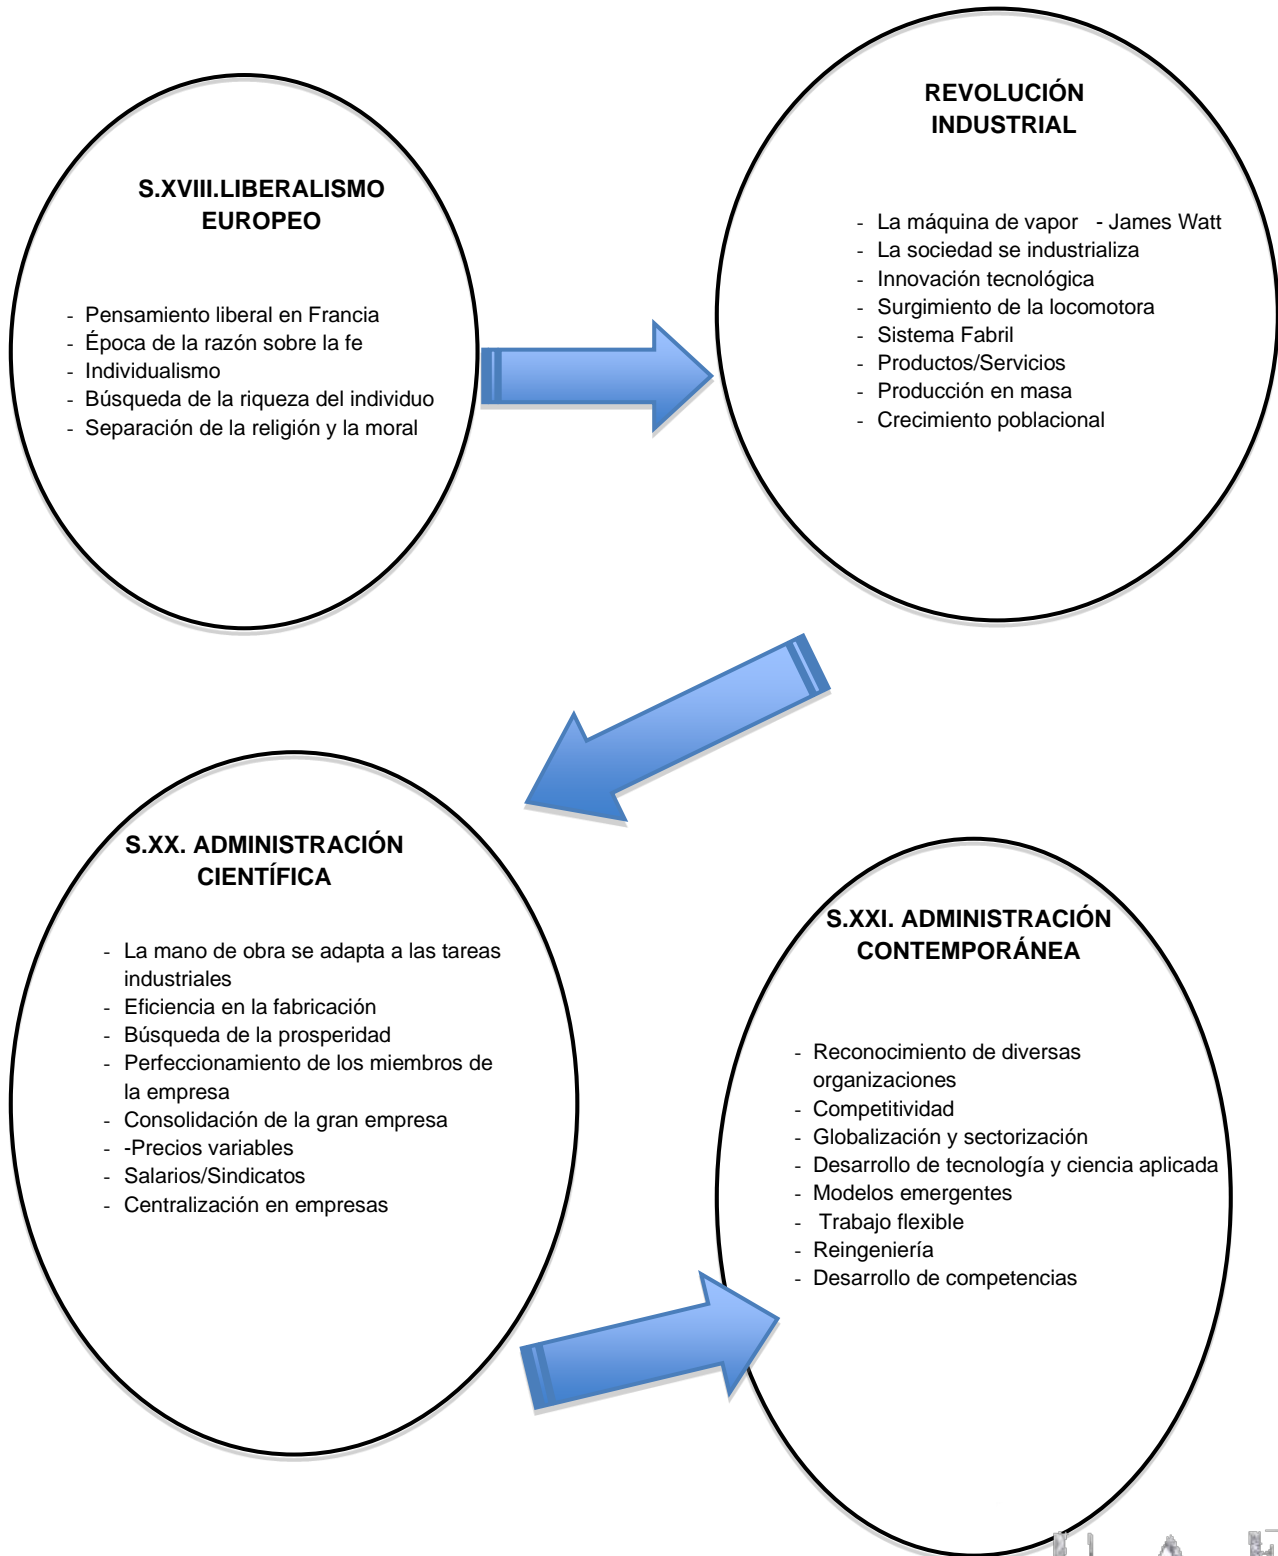 S.XVIII.LIBERALISMO
EUROPEO
- Pensamiento liberal en Francia
- Época de la razón sobre la fe
- Individualismo
- Búsqueda de la riqueza del individuo
- Separación de la religión y la moral
REVOLUCIÓN
INDUSTRIAL
- La máquina de vapor - James Watt
- La sociedad se industrializa
- Innovación tecnológica
- Surgimiento de la locomotora
- Sistema Fabril
- Productos/Servicios
- Producción en masa
- Crecimiento poblacional
S.XX. ADMINISTRACIÓN
CIENTÍFICA
- La mano de obra se adapta a las tareas
industriales
- Eficiencia en la fabricación
- Búsqueda de la prosperidad
- Perfeccionamiento de los miembros de
la empresa
- Consolidación de la gran empresa
- -Precios variables
- Salarios/Sindicatos
- Centralización en empresas
S.XXI. ADMINISTRACIÓN
CONTEMPORÁNEA
- Reconocimiento de diversas
organizaciones
- Competitividad
- Globalización y sectorización
- Desarrollo de tecnología y ciencia aplicada
- Modelos emergentes
- Trabajo flexible
- Reingeniería
- Desarrollo de competencias